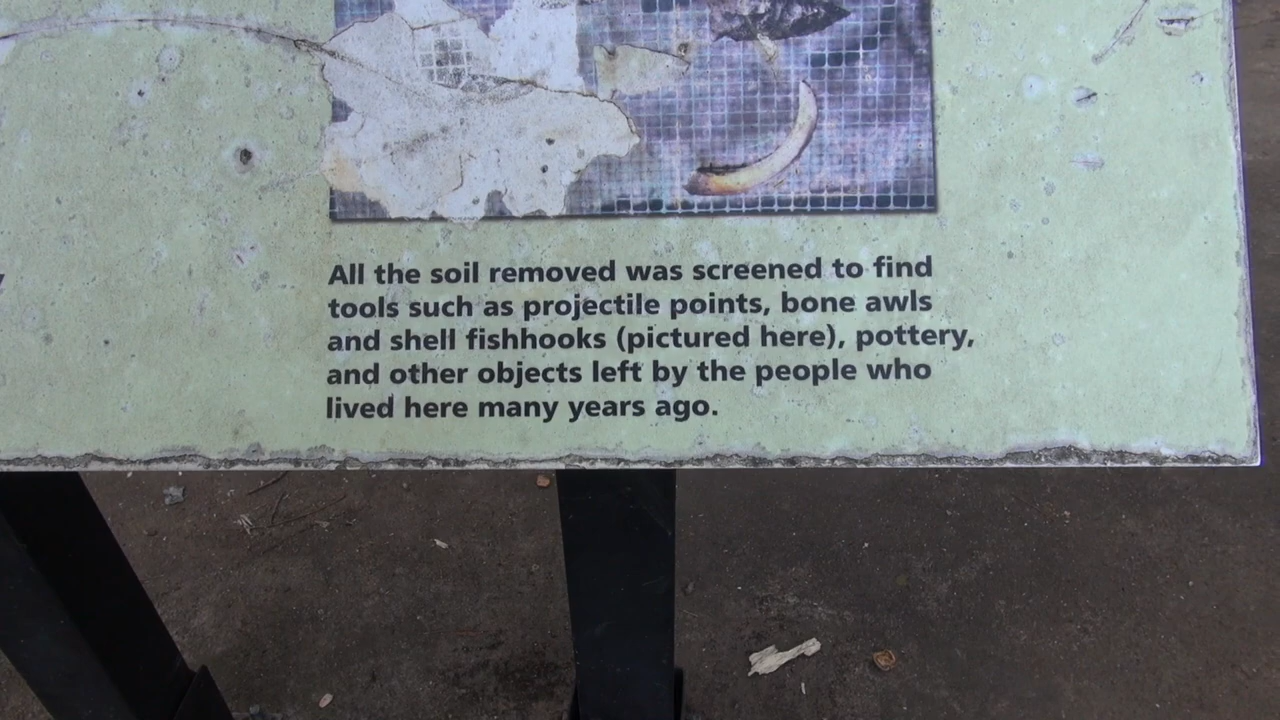 All the soil removed was screened to find
tools such as projectile points, bone awls
and shell fishhooks (pictured here), pottery,
and other objects left by the people who
lived here many years ago.